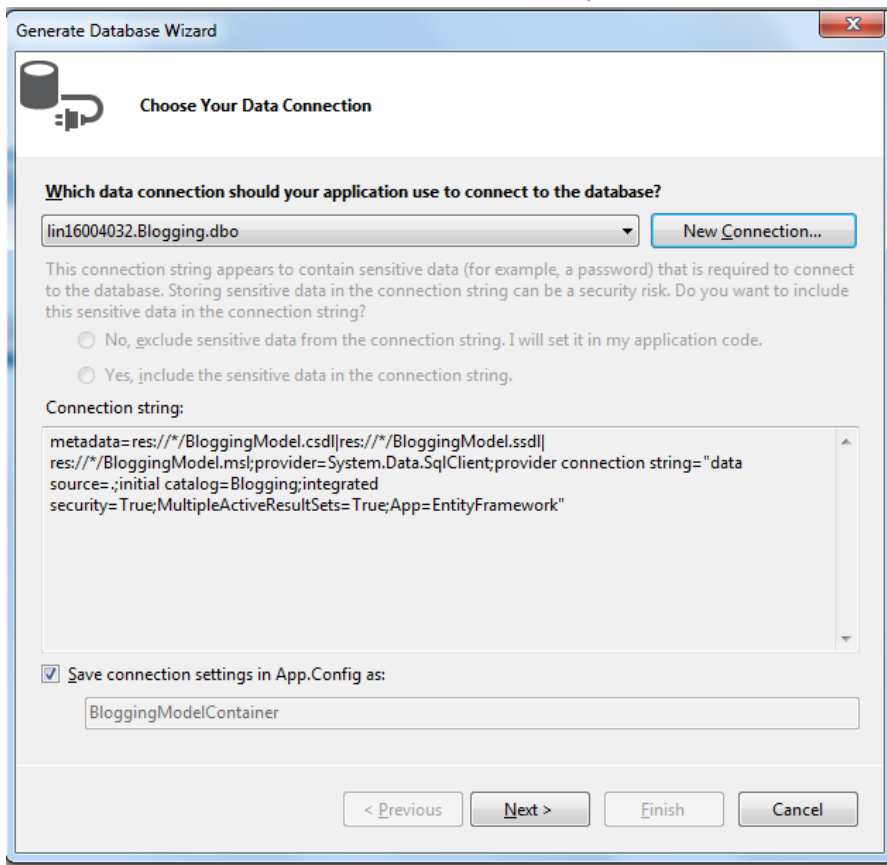 Generate Database Wizard
Choose Your Data Connection
Which data connection should your application use to connect to the database?
lin16004032.Blogging.dbo
New Connection...
This connection string appears to contain sensitive data (for example, a password) that is required to connect
to the database. Storing sensitive data in the connection string can be a security risk. Do you want to include
this sensitive data in the connection string?
No, exclude sensitive data from the connection string. I will set it in my application code.
Yes, include the sensitive data in the connection string.
Connection string:
metadata=res://*/BloggingModel.csdl|res://*/BloggingModel.ssdl|
res://*/BloggingModel.msl;provider=System.Data.SqlClient;provider connection string="data
source=.;initial catalog=Blogging;integrated
security=True;MultipleActiveResultSets=True;App=EntityFramework"
Save connection settings in App.Config as:
BloggingModelContainer
< Previous
Next >
Finish
Cancel